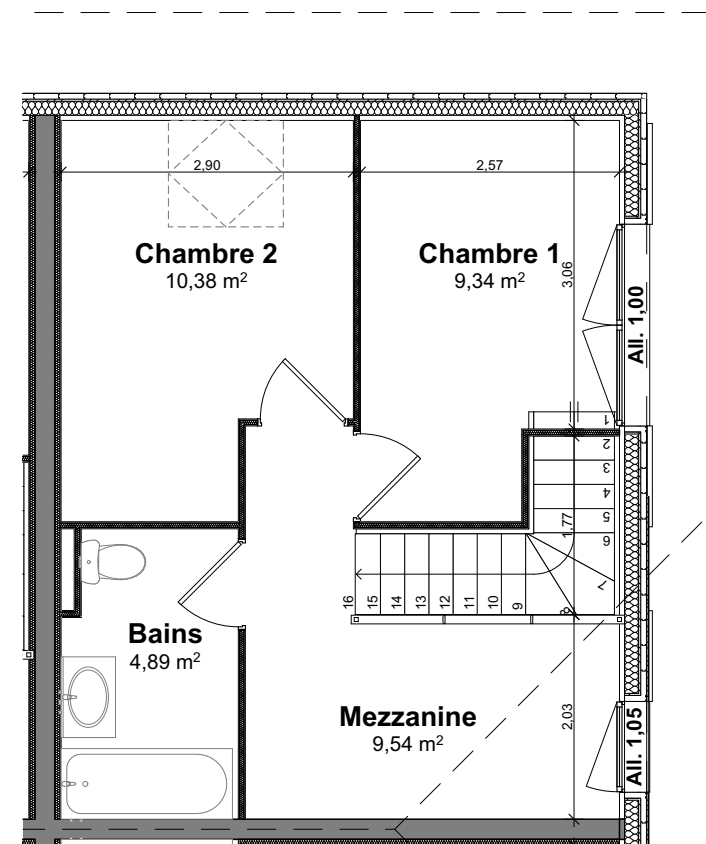 2,90
2,57
Chambre 2
10,38 m²
Chambre 1
9,34 m²
3,06
All. 1,00
1
2
3
4
5
6
7
8
1,77
16
15
14
13
12
11
10
9
Bains
4,89 m²
Mezzanine
9,54 m²
2,03
All. 1,05